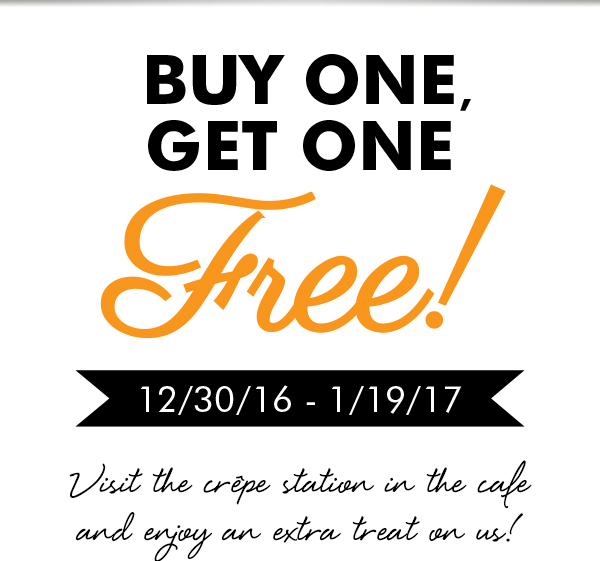 BUY ONE,
GET ONE
Free!
12/30/16 - 1/19/17
Visit the crêpe station in the cafe
and enjoy an extra treat on us!